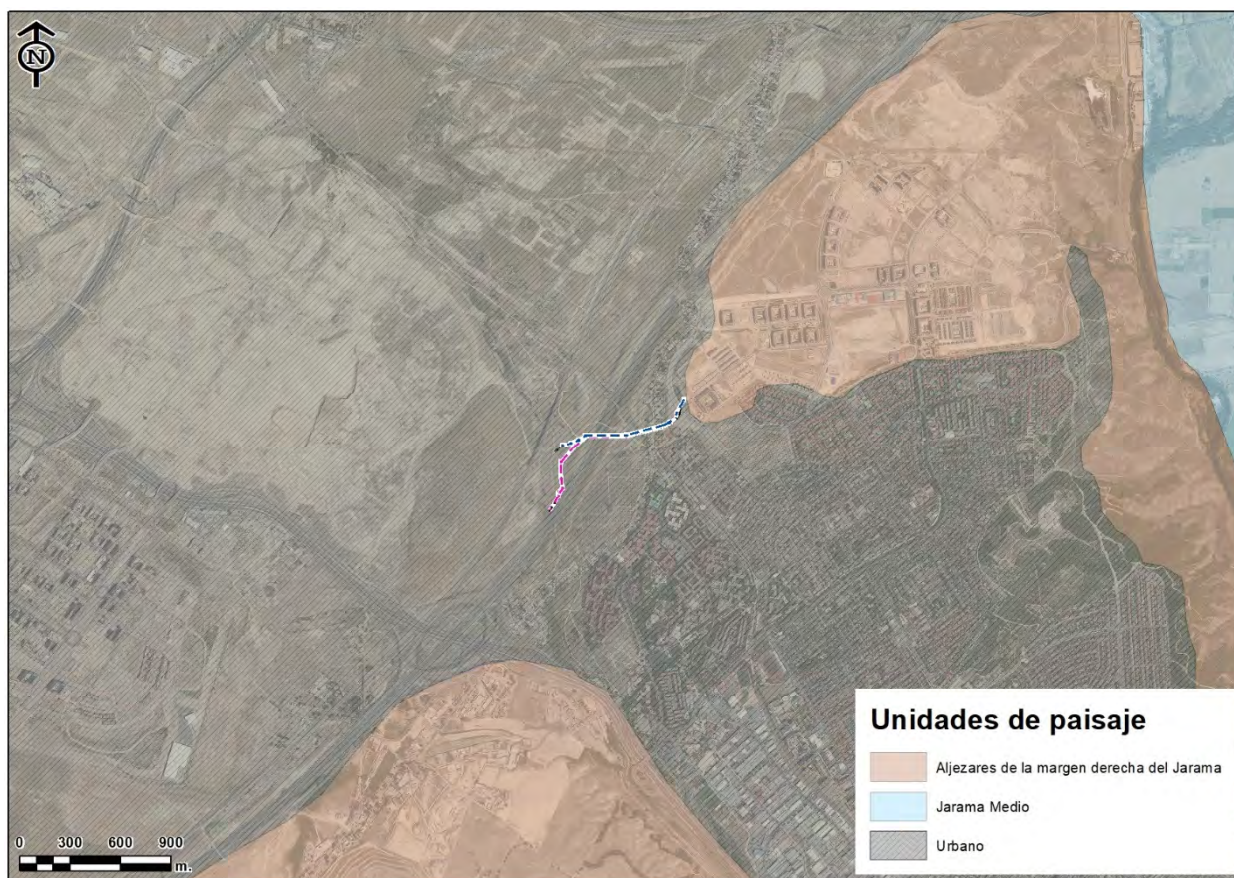 N
Unidades de paisaje
Aljezares de la margen derecha del Jarama
Jarama Medio
Urbano
0 300 600 900
m.